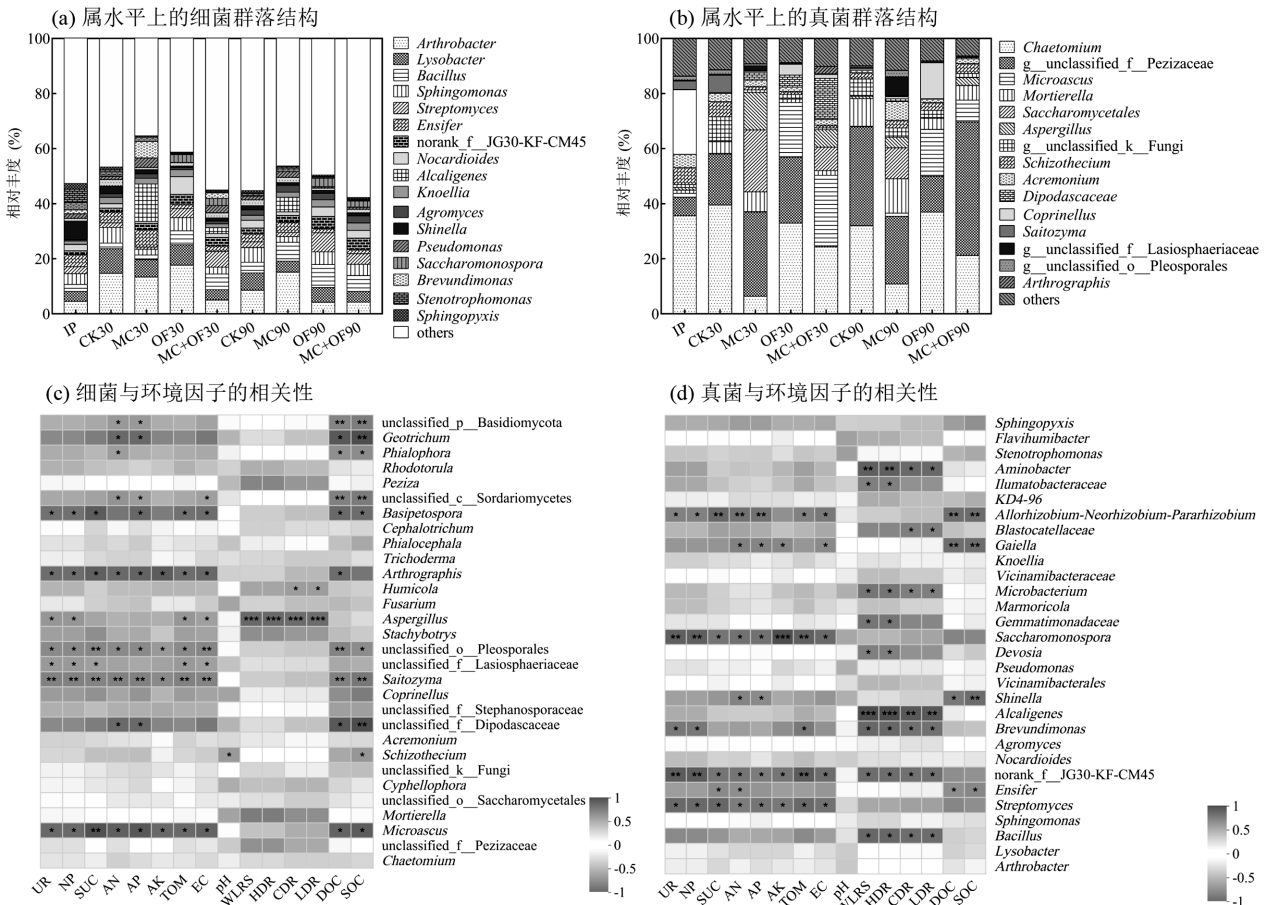 (a) 属水平上的细菌群落结构
相对丰度 (%)
100
80
60
40
20
0
IP
CK30
MC30
OF30
MC+OF30
CK90
MC90
OF90
MC+OF90
Arthrobacter
Lysobacter
Bacillus
Sphingomonas
Streptomyces
Ensifer
norank_f__JG30-KF-CM45
Nocardioides
Alcaligenes
Knoellia
Agromyces
Shinella
Pseudomonas
Saccharomonospora
Brevundimonas
Stenotrophomonas
Sphingopyxis
others
(b) 属水平上的真菌群落结构
相对丰度 (%)
100
80
60
40
20
0
IP
CK30
MC30
OF30
MC+OF30
CK90
MC90
OF90
MC+OF90
Chaetomium
g__unclassified_f__Pezizaceae
Microascus
Mortierella
Saccharomycetales
Aspergillus
g__unclassified_k__Fungi
Schizothecium
Acremonium
Dipodascaceae
Coprinellus
Saitozyma
g__unclassified_f__Lasiosphaeriaceae
g__unclassified_o__Pleosporales
Arthrographis
others
(c) 细菌与环境因子的相关性
unclassified_p__Basidiomycota
Geotrichum
Phialophora
Rhodotorula
Peziza
unclassified_c__Sordariomycetes
Basipetospora
Cephalotrichum
Phialocephala
Trichoderma
Arthrographis
Humicola
Fusarium
Aspergillus
Stachybotrys
unclassified_o__Pleosporales
unclassified_f__Lasiosphaeriaceae
Saitozyma
Coprinellus
unclassified_f__Stephanosporaceae
unclassified_f__Dipodascaceae
Acremonium
Schizothecium
unclassified_k__Fungi
Cyphellophora
unclassified_o__Saccharomycetales
Mortierella
Microascus
unclassified_f__Pezizaceae
Chaetomium
UR
NP
SUC
AN
AP
AK
TOM
EC
pH
WLRS
HDR
CDR
LDR
DOC
SOC
1
0.5
0
-0.5
-1
(d) 真菌与环境因子的相关性
Sphingopyxis
Flavihumibacter
Stenotrophomonas
Aminobacter
Ilumatobacteraceae
KD4-96
Allorhizobium-Neorhizobium-Pararhizobium
Blastocatellaceae
Gaiella
Knoellia
Vicinamibacteraceae
Microbacterium
Marmoricola
Gemmatimonadaceae
Saccharomonospora
Devosia
Pseudomonas
Vicinamibacterales
Shinella
Alcaligenes
Brevundimonas
Agromyces
Nocardioides
norank_f__JG30-KF-CM45
Ensifer
Streptomyces
Sphingomonas
Bacillus
Lysobacter
Arthrobacter
UR
NP
SUC
AN
AP
AK
TOM
EC
pH
WLRS
HDR
CDR
LDR
DOC
SOC
1
0.5
0
-0.5
-1